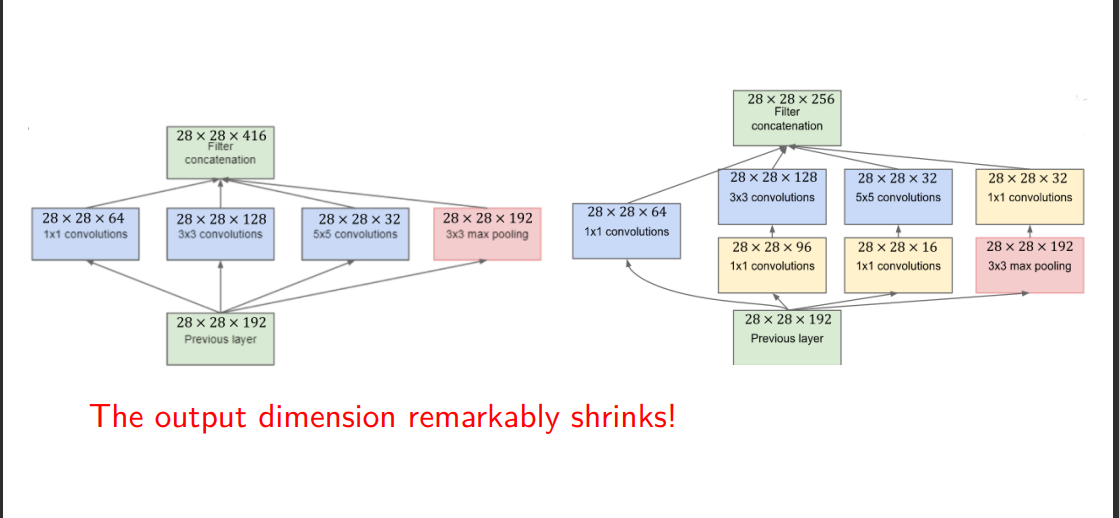 28 × 28 × 416
Filter
concatenation
28 × 28 × 64
1x1 convolutions
28 × 28 × 128
3x3 convolutions
28 × 28 × 32
5x5 convolutions
28 × 28 × 192
3x3 max pooling
28 × 28 × 192
Previous layer
28 × 28 × 256
Filter
concatenation
28 × 28 × 64
1x1 convolutions
28 × 28 × 128
3x3 convolutions
28 × 28 × 32
5x5 convolutions
28 × 28 × 32
1x1 convolutions
28 × 28 × 96
1x1 convolutions
28 × 28 × 16
1x1 convolutions
28 × 28 × 192
3x3 max pooling
28 × 28 × 192
Previous layer
The output dimension remarkably shrinks!